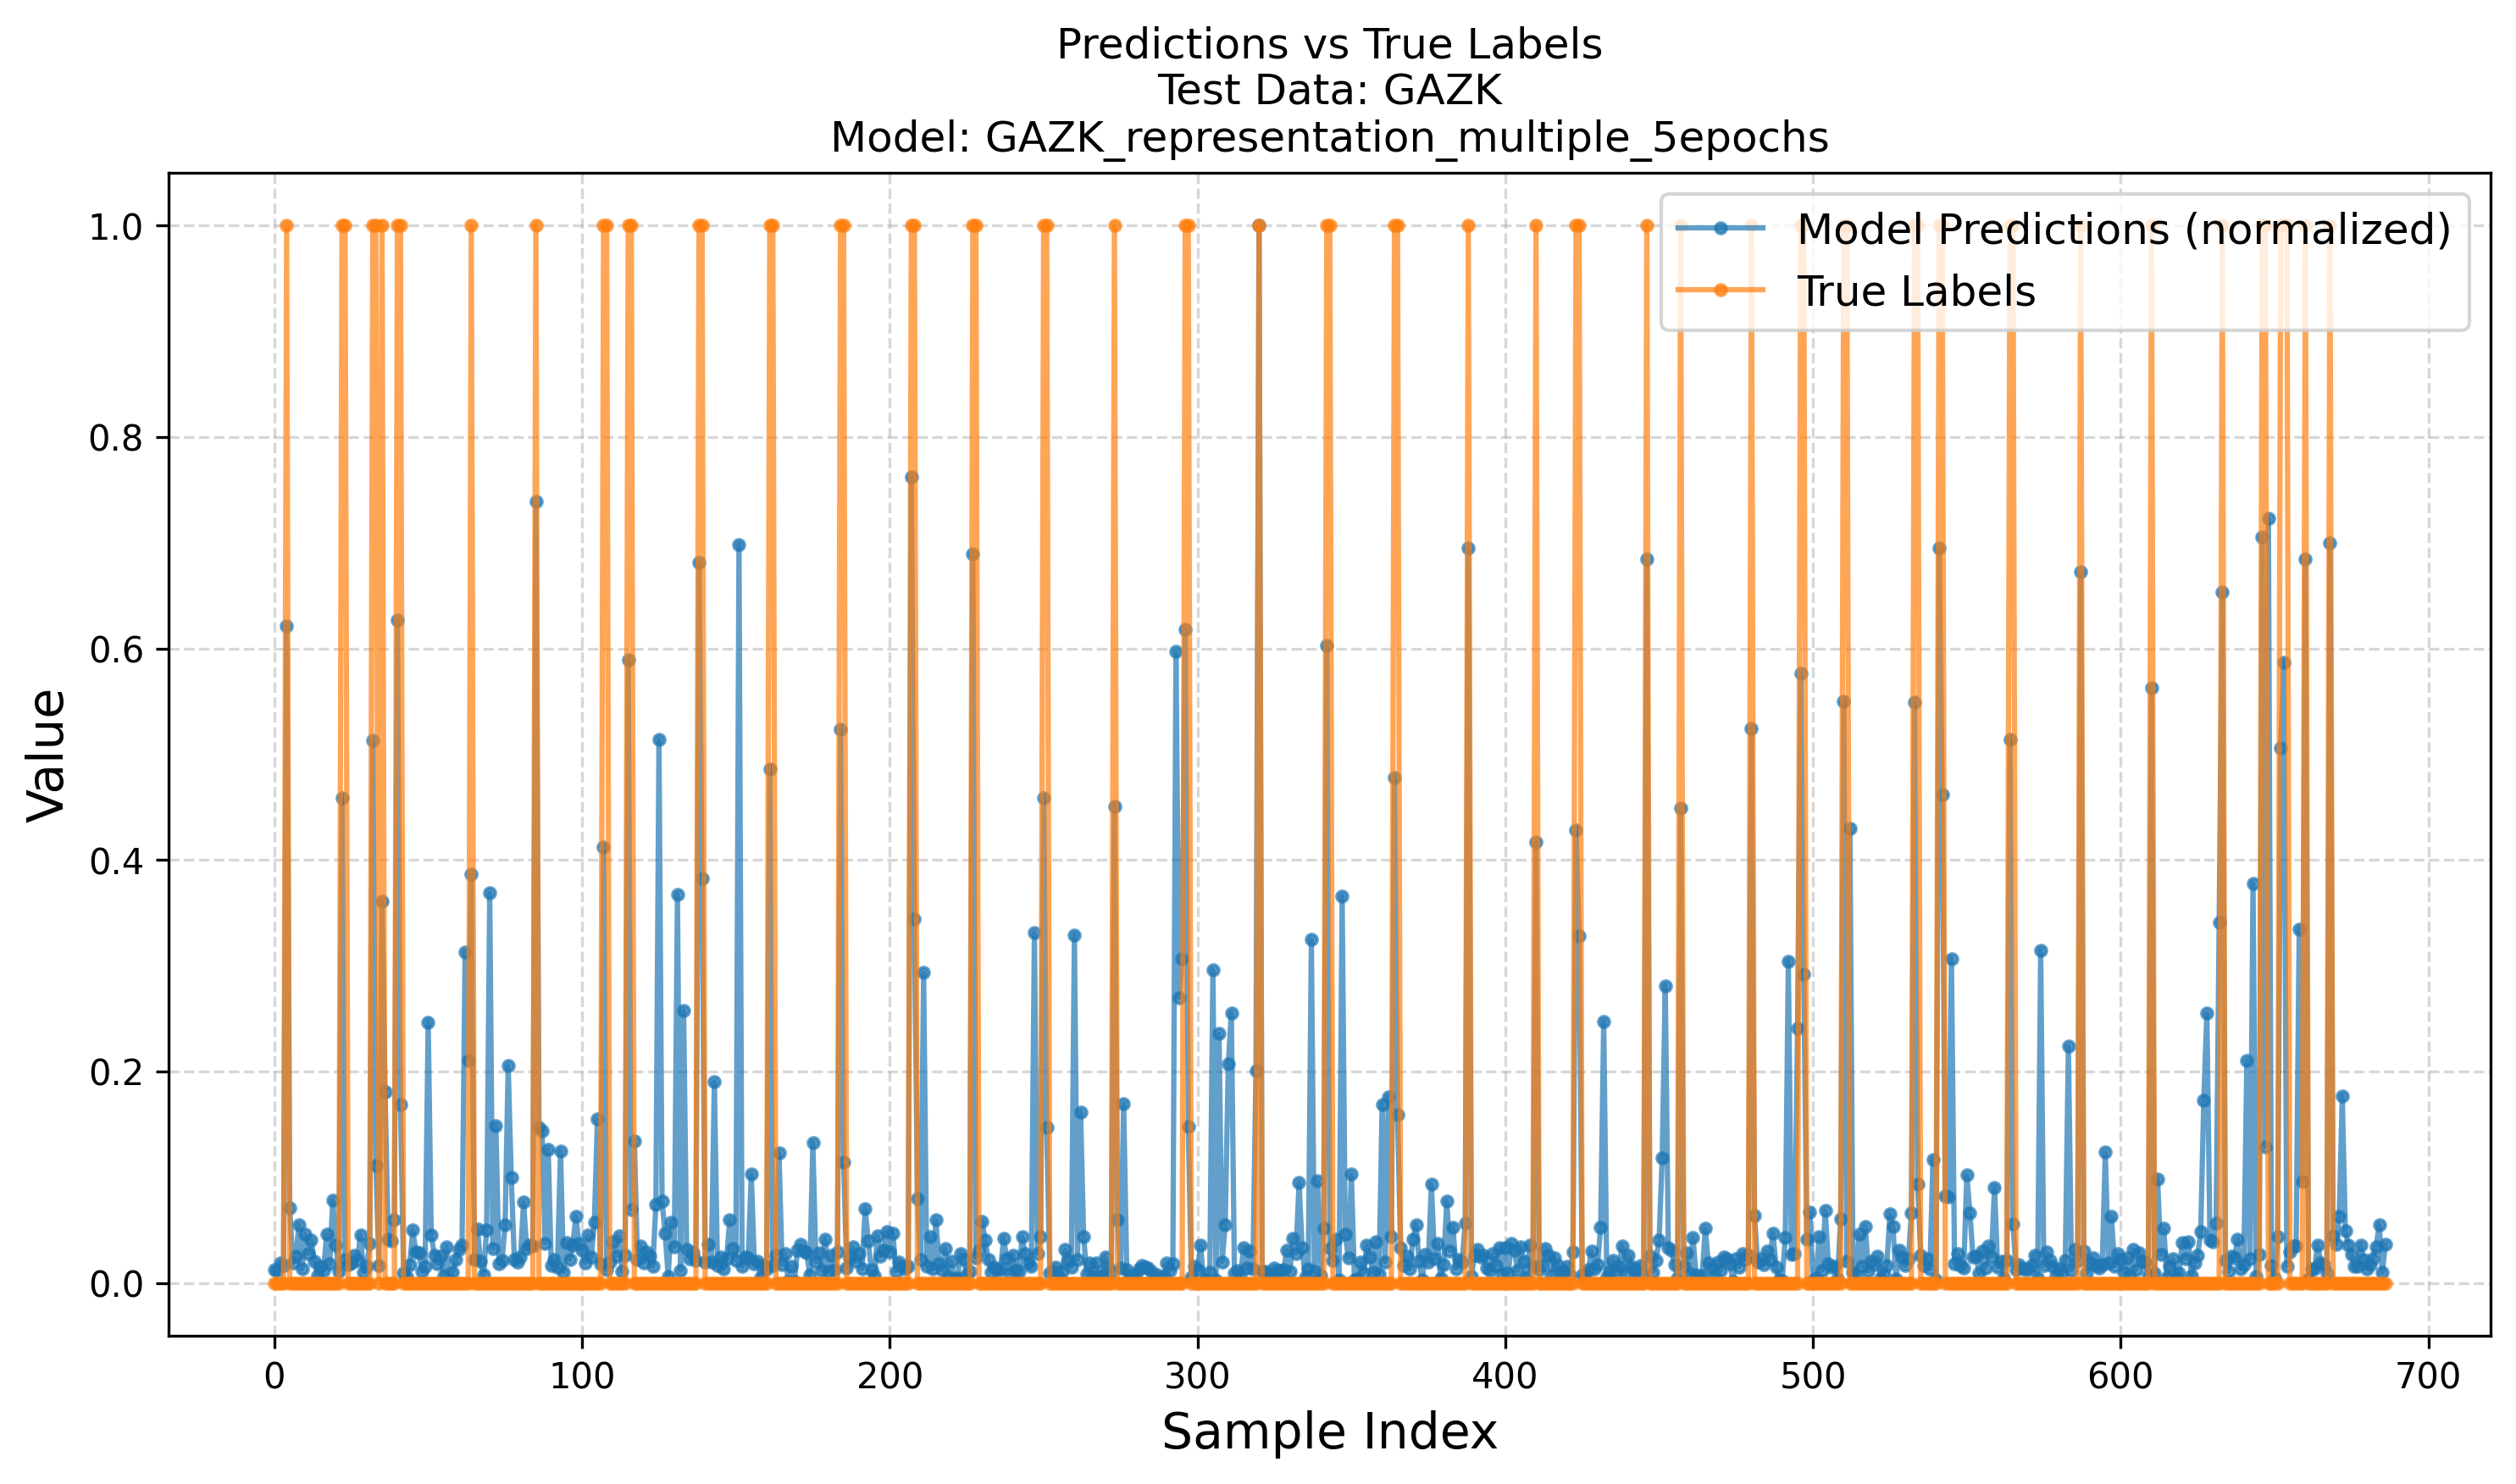 Predictions vs True Labels
Test Data: GAZK
Model: GAZK_representation_multiple_5epochs
Model Predictions (normalized)
True Labels
Value
1.0
0.8
0.6
0.4
0.2
0.0
0 100 200 300 400 500 600 700
Sample Index